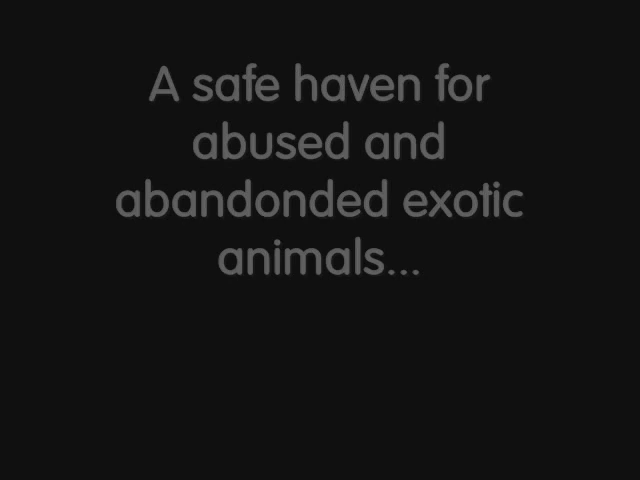 A safe haven for
abused and
abandonded exotic
animals...